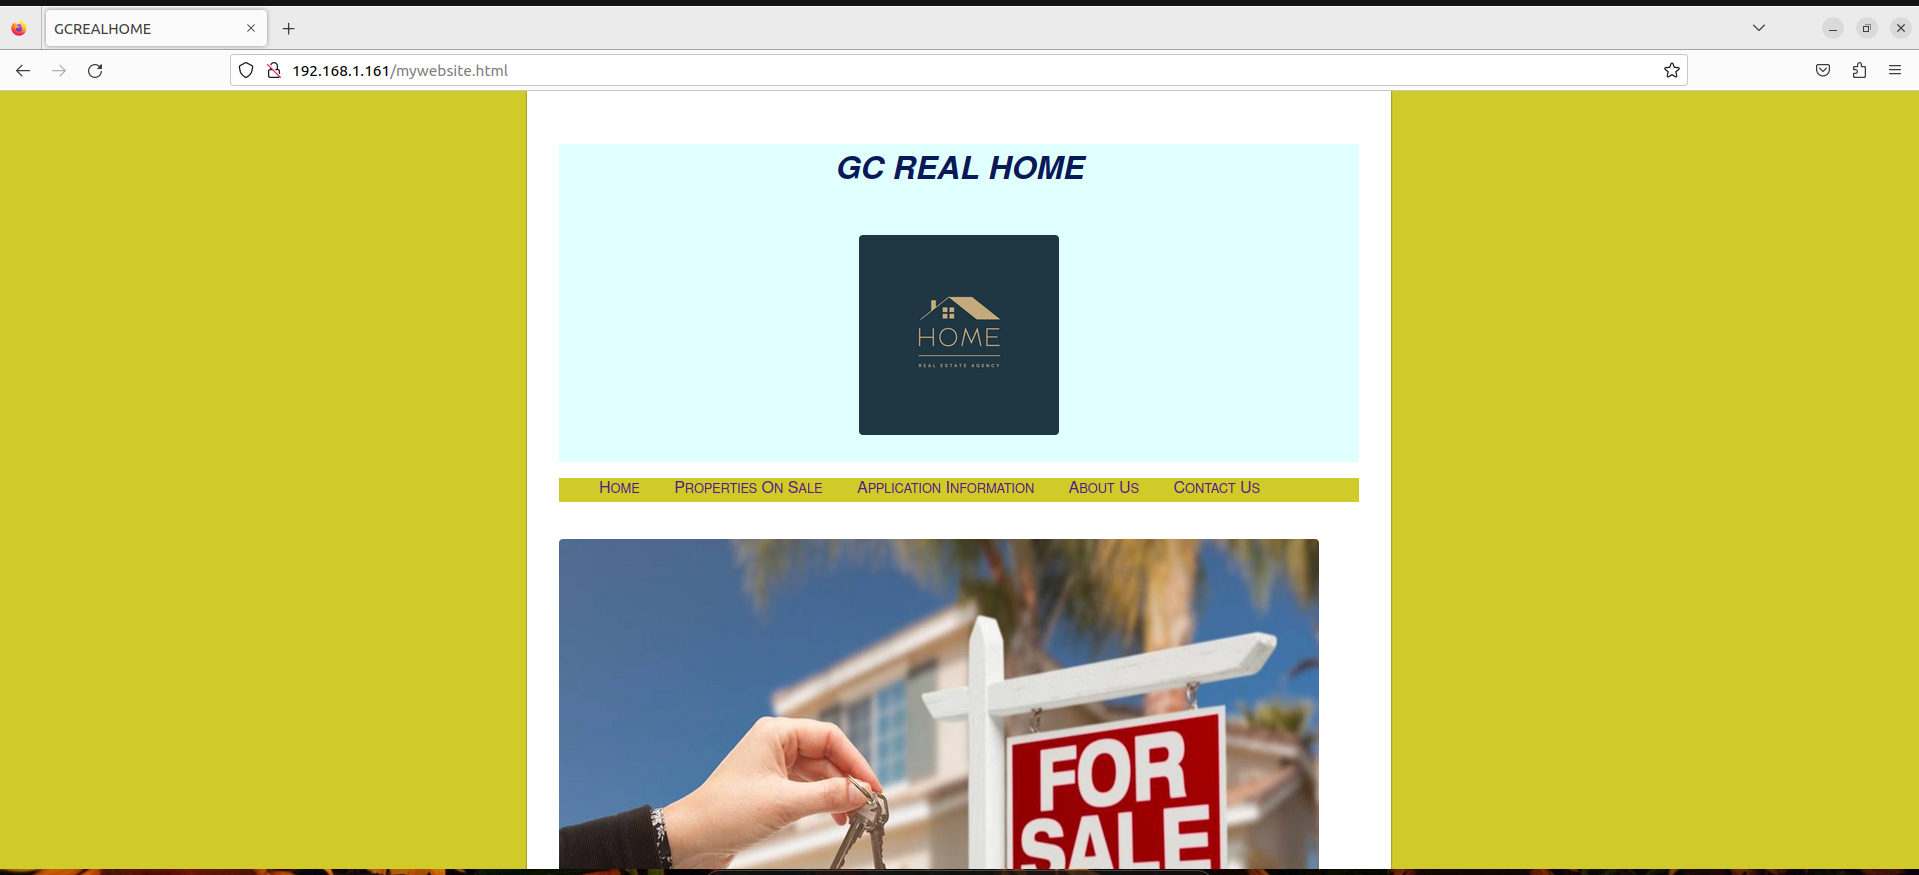 GCREALHOME
192.168.1.161/mywebsite.html
GC REAL HOME
HOME
REAL ESTATE AGENCY
Home Properties On Sale Application Information About Us Contact Us
FOR
SALE